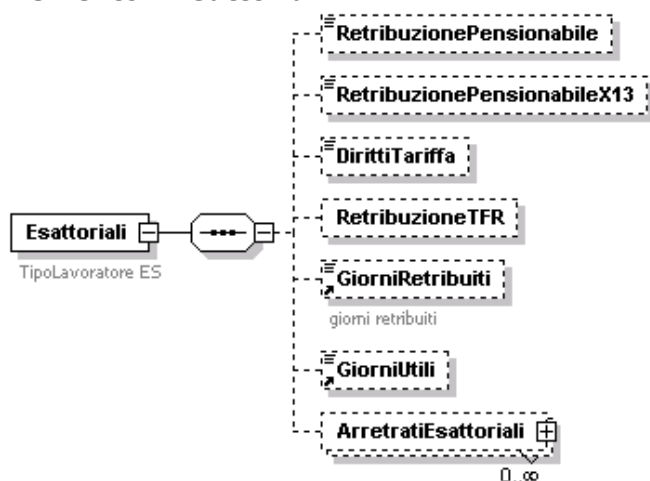 RetribuzionePensionabile
RetribuzionePensionabileX13
DirittiTariffa
Esattoriali
RetribuzioneTFR
TipoLavoratore ES
GiorniRetribuiti
giorni retribuiti
GiorniUtili
ArretratiEsattoriali
0..∞